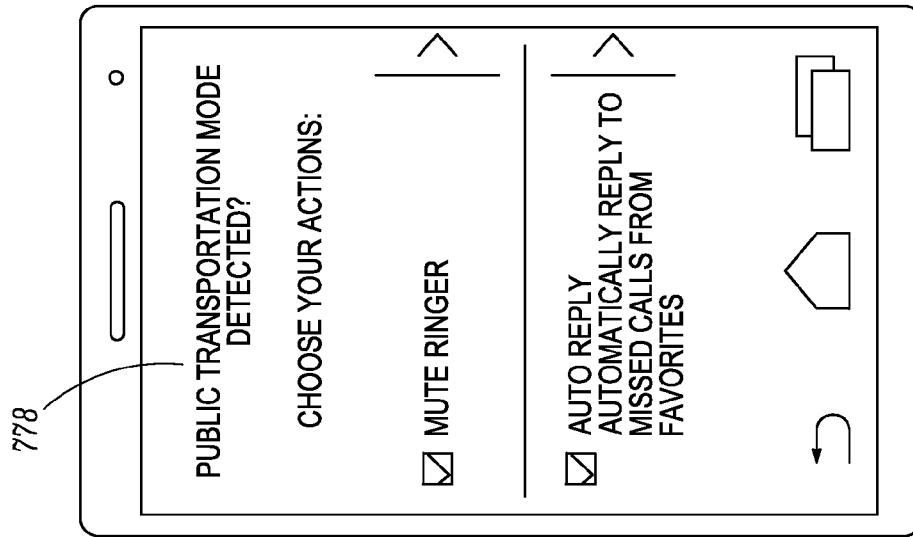 778
PUBLIC TRANSPORTATION MODE
DETECTED?
CHOOSE YOUR ACTIONS:
MUTE RINGER
AUTO REPLY
AUTOMATICALLY REPLY TO
MISSED CALLS FROM
FAVORITES